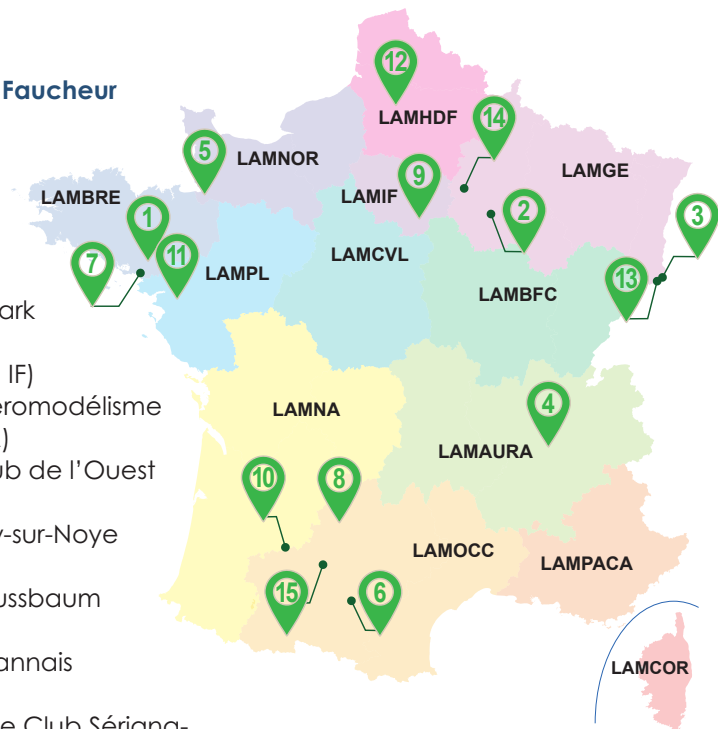 Faucheur
12
LAMHDF
14
5
LAMNOR
LAMGE
LAMBRE
9
LAMIF
2
3
1
LAMCVL
7
11
LAMPL
13
LAMBFC
ark
IF)
éromodélisme
)
ub de l’Ouest
y-sur-Noye
ussbaum
annais
e Club Sérigna-
LAMNA
4
LAMAURA
10
8
LAMOCC
LAMPACA
15
6
LAMCOR